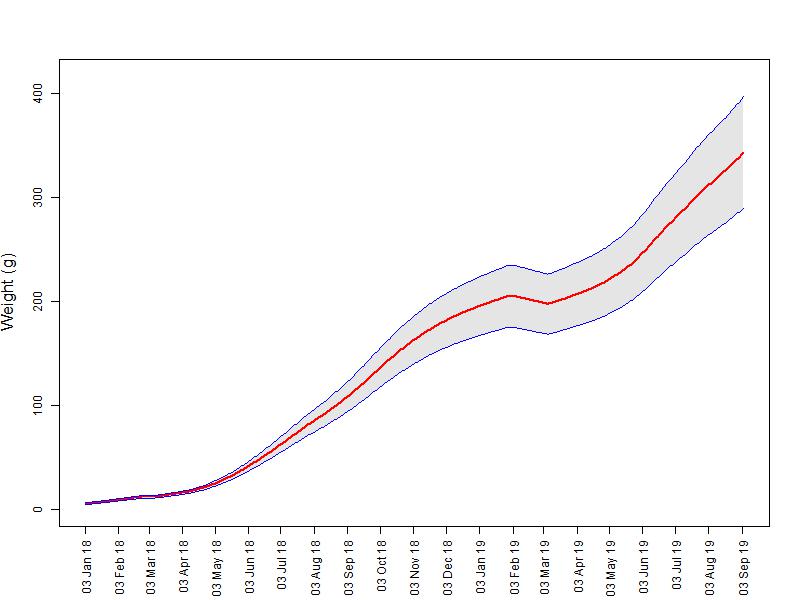 Weight (g)
400
300
200
100
0
03 Jan 18
03 Feb 18
03 Mar 18
03 Apr 18
03 May 18
03 Jun 18
03 Jul 18
03 Aug 18
03 Sep 18
03 Oct 18
03 Nov 18
03 Dec 18
03 Jan 19
03 Feb 19
03 Mar 19
03 Apr 19
03 May 19
03 Jun 19
03 Jul 19
03 Aug 19
03 Sep 19